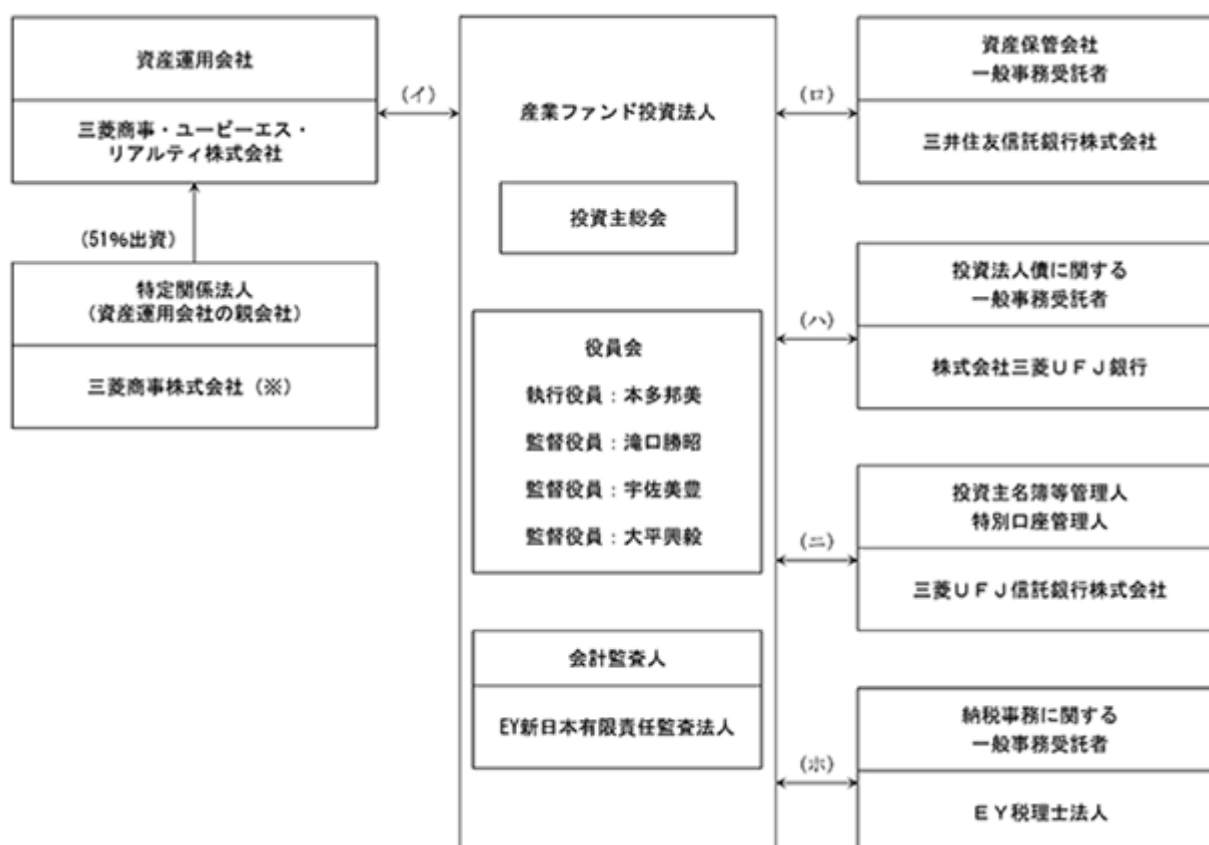 資産運用会社
三菱商事・ユービーエス・
リアルティ株式会社
(51%出資)
特定関係法人
(資産運用会社の親会社)
三菱商事株式会社(※)
(イ)
産業ファンド投資法人
投資主総会
役員会
執行役員：本多邦美
監督役員：滝口勝昭
監督役員：宇佐美豊
監督役員：大平興毅
会計監査人
EY新日本有限責任監査法人
(ロ)
資産保管会社
一般事務受託者
三井住友信託銀行株式会社
(ハ)
投資法人債に関する
一般事務受託者
株式会社三菱ＵＦＪ銀行
(ニ)
投資主名簿等管理人
特別口座管理人
三菱ＵＦＪ信託銀行株式会社
(ホ)
納税事務に関する
一般事務受託者
ＥＹ税理士法人